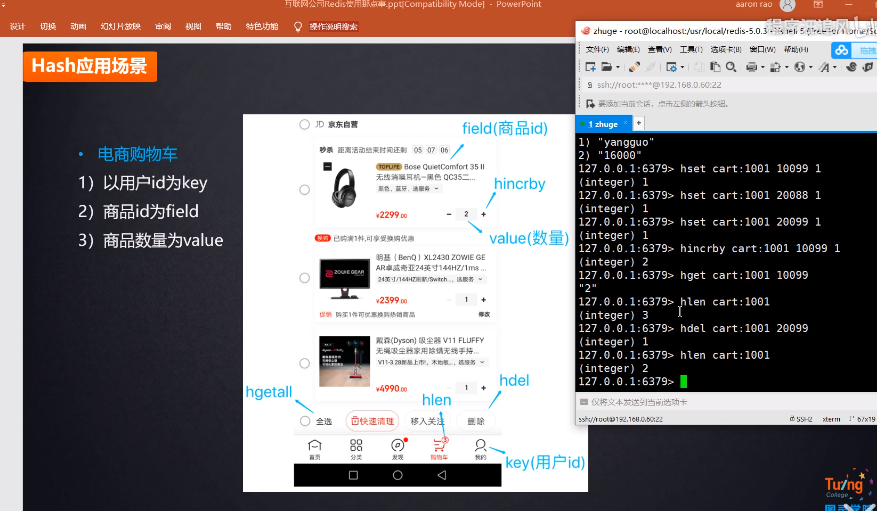 互联网公司Redis使用那点事.ppt[Compatibility Mode] - PowerPoint
aaron rao
设计 切换 动画 幻灯片放映 审阅 视图 帮助 特色功能 操作说明搜索
Hash应用场景
• 电商购物车
1）以用户id为key
2）商品id为field
3）商品数量为value
JD 京东自营
秒杀 距离活动结束时间还剩 05 : 07 : 06
TOPLIFE Bose QuietComfort 35 II
无线消噪耳机—黑色 QC35二...
黑色，蓝牙，选服务
¥2299.00
− 2 +
换购 已购满1件,可享受换购优惠
明基（BenQ）XL2430 ZOWIE GE
AR卓威奇亚24英寸144HZ/1ms ...
24英寸/144HZ刷新/Switch..., 选服务
ZOWIE GEAR
¥2399.00
− 1 +
促销 购买1件可优惠换购热销商品 修改
戴森(Dyson) 吸尘器 V11 FLUFFY
无绳吸尘器家用除螨无线手持...
¥4990.00
− 1 +
全选 快速清理 移入关注 删除
首页 分类 发现 购物车 我的
field(商品id)
hincrby
value(数量)
hgetall
hlen
hdel
key(用户id)
zhuge - root@localhost:/usr/local/redis-5.0.3
文件(F) 编辑(E) 查看(V) 工具(T) 选项卡(B) 窗口(W) 帮助(H)
ssh://root:****@192.168.0.60:22
要添加当前会话，点击左侧的箭头按钮。
1 zhuge × +
1) "yangguo"
2) "16000"
127.0.0.1:6379> hset cart:1001 10099 1
(integer) 1
127.0.0.1:6379> hset cart:1001 20088 1
(integer) 1
127.0.0.1:6379> hset cart:1001 20099 1
(integer) 1
127.0.0.1:6379> hincrby cart:1001 10099 1
(integer) 2
127.0.0.1:6379> hget cart:1001 10099
"2"
127.0.0.1:6379> hlen cart:1001
(integer) 3
127.0.0.1:6379> hdel cart:1001 20099
(integer) 1
127.0.0.1:6379> hlen cart:1001
(integer) 2
127.0.0.1:6379>
仅将文本发送到当前选项卡
ssh://root@192.168.0.60:22 SSH2 xterm 67x19
Turing
College